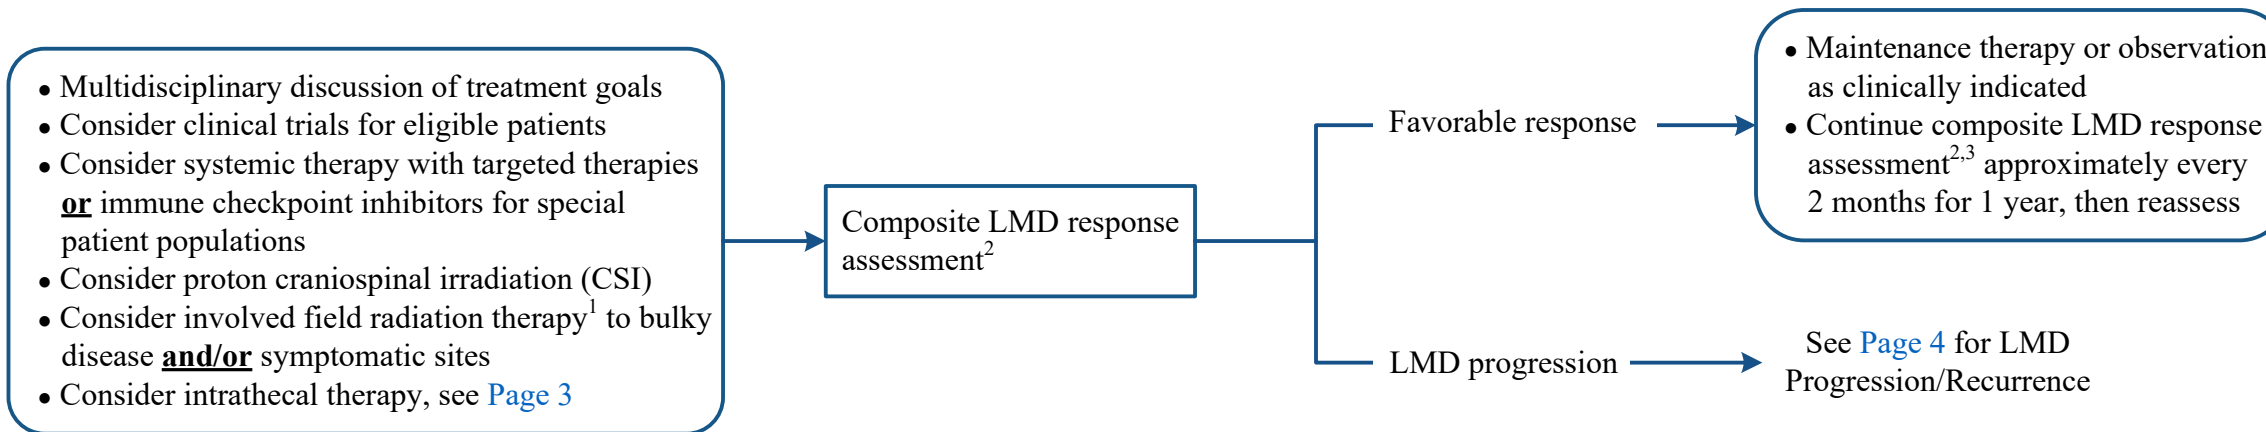 • Multidisciplinary discussion of treatment goals
• Consider clinical trials for eligible patients
• Consider systemic therapy with targeted therapies
or immune checkpoint inhibitors for special
patient populations
• Consider proton craniospinal irradiation (CSI)
• Consider involved field radiation therapy1 to bulky
disease and/or symptomatic sites
• Consider intrathecal therapy, see Page 3
Composite LMD response
assessment2
Favorable response
• Maintenance therapy or observation
as clinically indicated
• Continue composite LMD response
assessment2,3 approximately every
2 months for 1 year, then reassess
LMD progression
See Page 4 for LMD
Progression/Recurrence